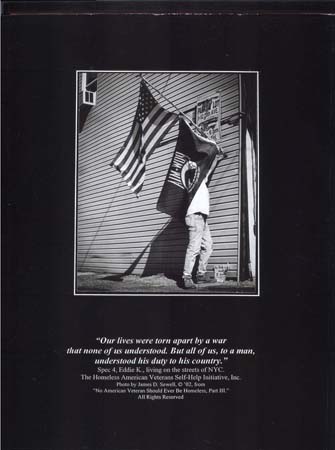 "Our lives were torn apart by a war
that none of us understood. But all of us, to a man,
understood his duty to his country."
Spec 4, Eddie K., living on the streets of NYC.
The Homeless American Veterans Self-Help Initiative, Inc.
Photo by James D. Sewell, © '02, from
"No American Veteran Should Ever Be Homeless, Part III."
All Rights Reserved